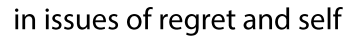 in issues of regret and self